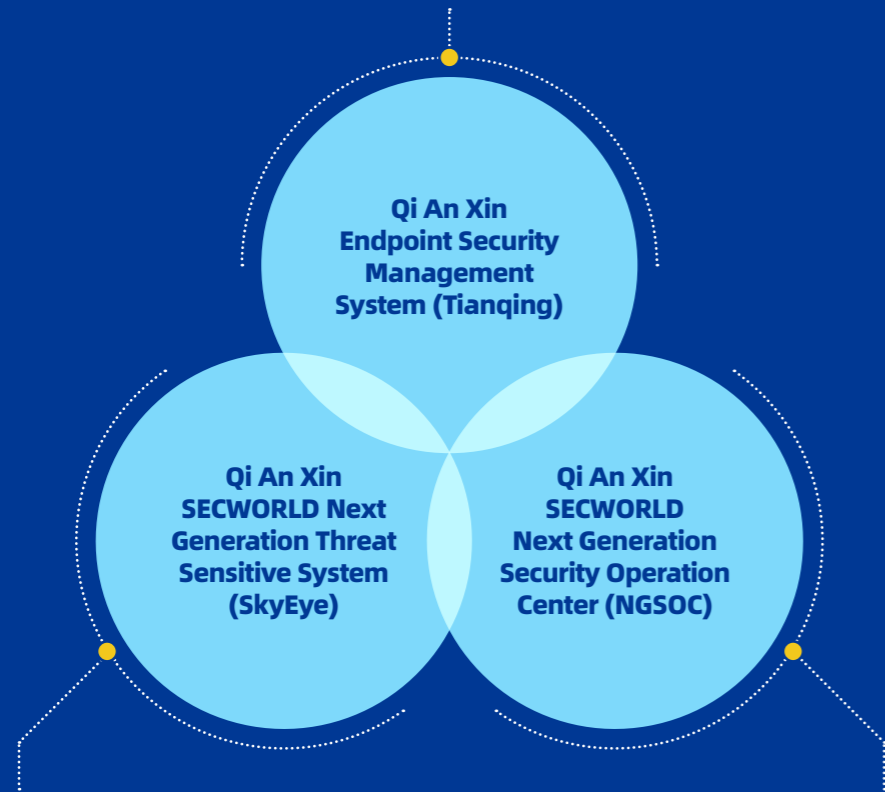 Qi An Xin
Endpoint Security
Management
System (Tianqing)
Qi An Xin
SECWORLD Next
Generation Threat
Sensitive System
(SkyEye)
Qi An Xin
SECWORLD
Next Generation
Security Operation
Center (NGSOC)